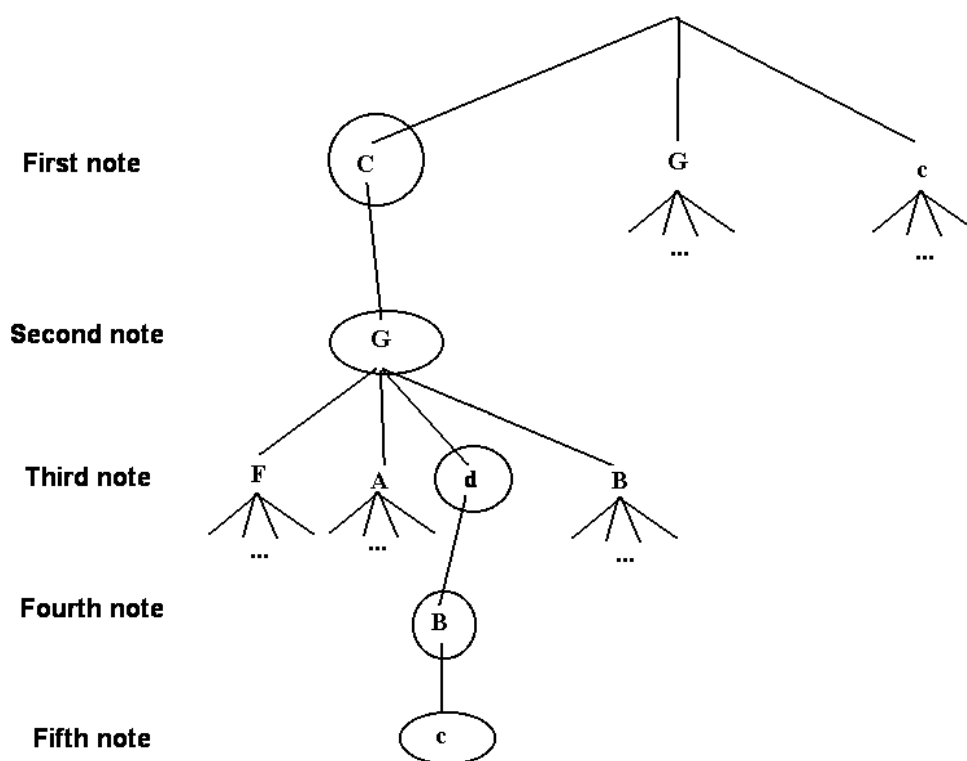 First note C G c
... ...
Second note G
Third note F A d B
... ... ...
Fourth note B
Fifth note c